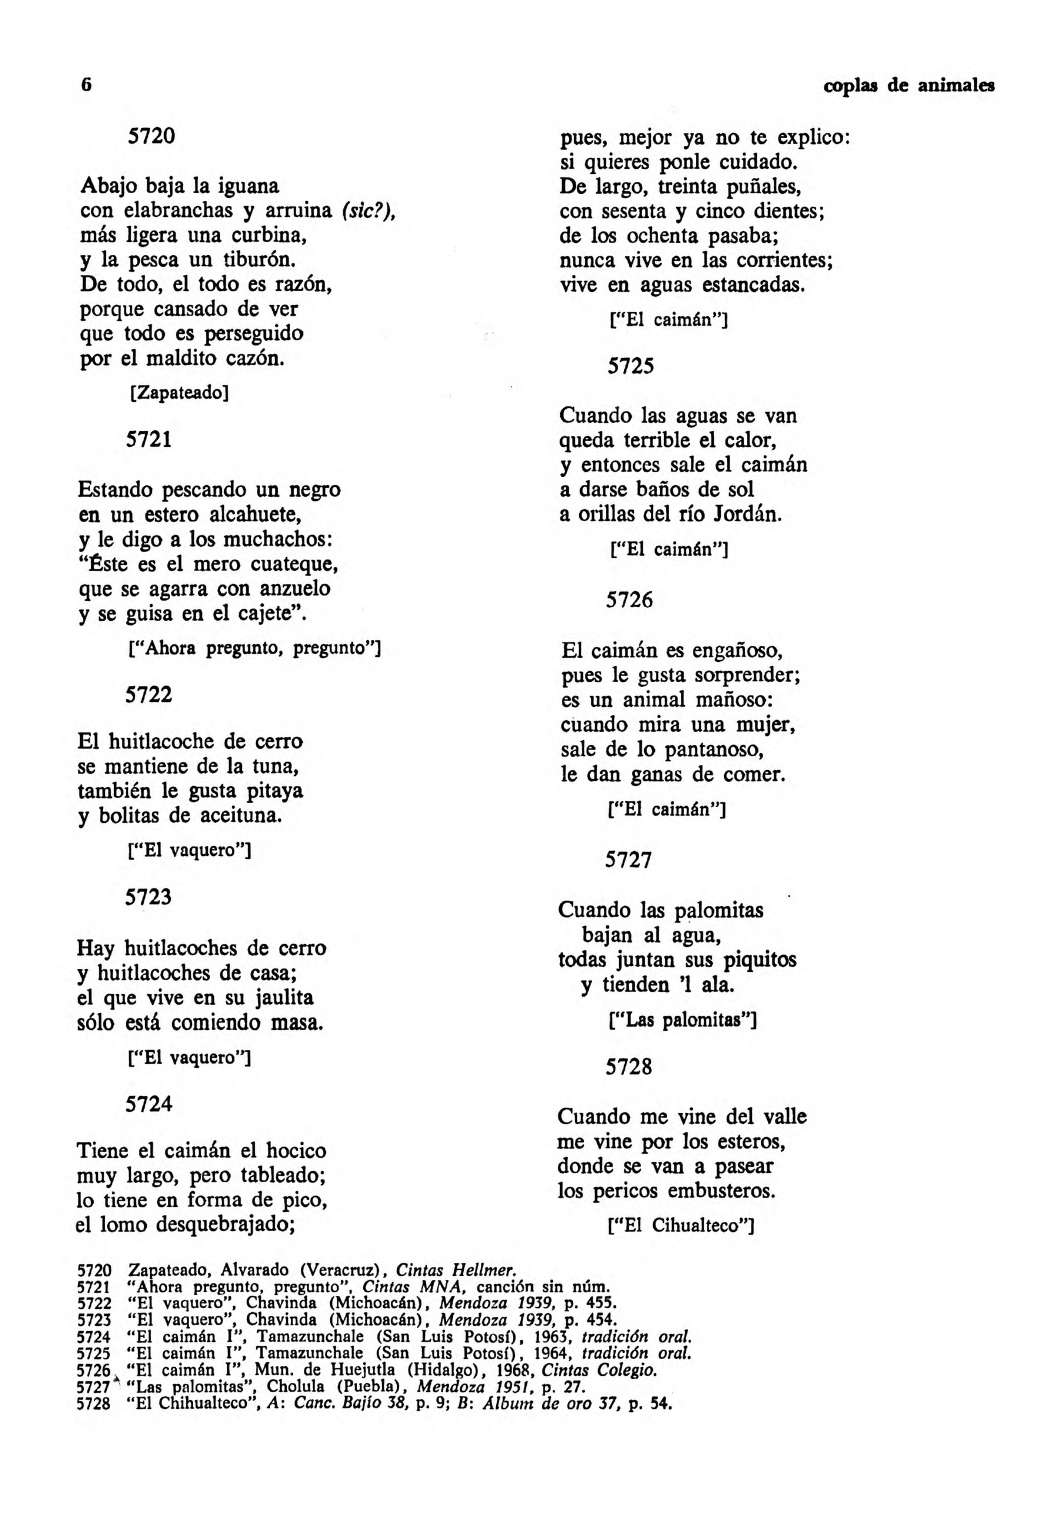 6 coplas de animales
5720
Abajo baja la iguana
con elabranchas y arruina (sic?),
más ligera una curbina,
y la pesca un tiburón.
De todo, el todo es razón,
porque cansado de ver
que todo es perseguido
por el maldito cazón.
[Zapateado]
5721
Estando pescando un negro
en un estero alcahuete,
y le digo a los muchachos:
“Éste es el mero cuateque,
que se agarra con anzuelo
y se guisa en el cajete”.
[“Ahora pregunto, pregunto”]
5722
El huitlacoche de cerro
se mantiene de la tuna,
también le gusta pitaya
y bolitas de aceituna.
[“El vaquero”]
5723
Hay huitlacoches de cerro
y huitlacoches de casa;
el que vive en su jaulita
sólo está comiendo masa.
[“El vaquero”]
5724
Tiene el caimán el hocico
muy largo, pero tableado;
lo tiene en forma de pico,
el lomo desquebrajado;
pues, mejor ya no te explico:
si quieres ponle cuidado.
De largo, treinta puñales,
con sesenta y cinco dientes;
de los ochenta pasaba;
nunca vive en las corrientes;
vive en aguas estancadas.
[“El caimán”]
5725
Cuando las aguas se van
queda terrible el calor,
y entonces sale el caimán
a darse baños de sol
a orillas del río Jordán.
[“El caimán”]
5726
El caimán es engañoso,
pues le gusta sorprender;
es un animal mañoso:
cuando mira una mujer,
sale de lo pantanoso,
le dan ganas de comer.
[“El caimán”]
5727
Cuando las palomitas
bajan al agua,
todas juntan sus piquitos
y tienden ’l ala.
[“Las palomitas”]
5728
Cuando me vine del valle
me vine por los esteros,
donde se van a pasear
los pericos embusteros.
[“El Cihualteco”]
5720 Zapateado, Alvarado (Veracruz), Cintas Hellmer.
5721 “Ahora pregunto, pregunto”, Cintas MNA, canción sin núm.
5722 “El vaquero”, Chavinda (Michoacán), Mendoza 1939, p. 455.
5723 “El vaquero”, Chavinda (Michoacán), Mendoza 1939, p. 454.
5724 “El caimán I”, Tamazunchale (San Luis Potosí), 1963, tradición oral.
5725 “El caimán I”, Tamazunchale (San Luis Potosí), 1964, tradición oral.
5726 “El caimán I”, Mun. de Huejutla (Hidalgo), 1968, Cintas Colegio.
5727 “Las palomitas”, Cholula (Puebla), Mendoza 1951, p. 27.
5728 “El Chihualteco”, A: Canc. Bajío 38, p. 9; B: Álbum de oro 37, p. 54.